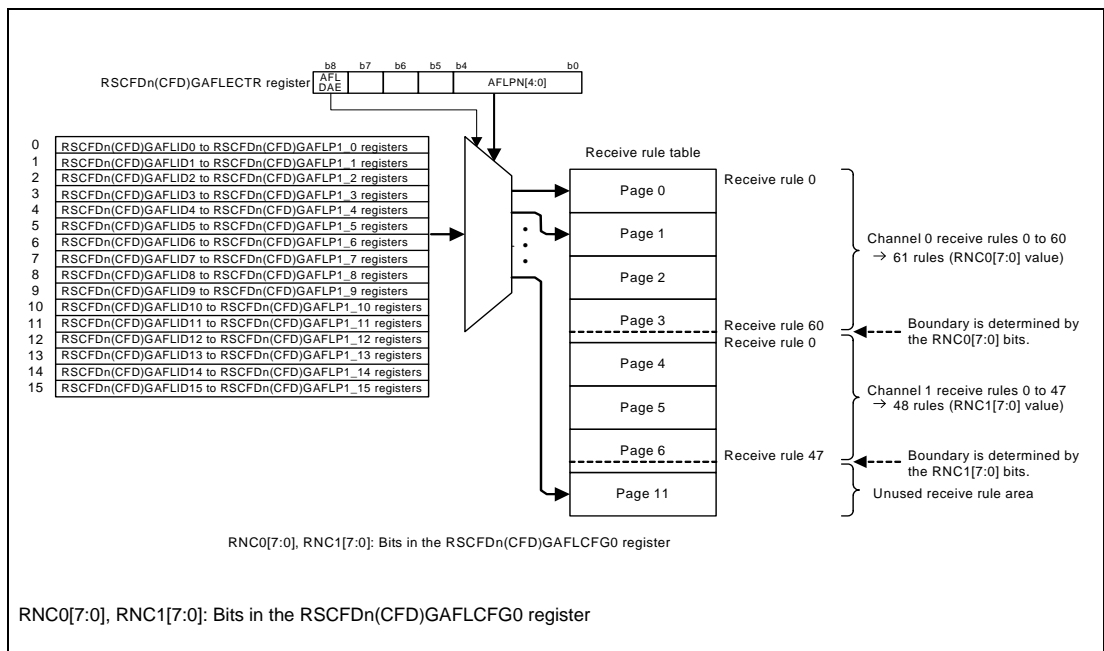 b8 b7 b6 b5 b4 b0
RSCFDn(CFD)GAFLECTR register
AFL
DAE
AFLPN[4:0]
0 RSCFDn(CFD)GAFLID0 to RSCFDn(CFD)GAFLP1_0 registers
1 RSCFDn(CFD)GAFLID1 to RSCFDn(CFD)GAFLP1_1 registers
2 RSCFDn(CFD)GAFLID2 to RSCFDn(CFD)GAFLP1_2 registers
3 RSCFDn(CFD)GAFLID3 to RSCFDn(CFD)GAFLP1_3 registers
4 RSCFDn(CFD)GAFLID4 to RSCFDn(CFD)GAFLP1_4 registers
5 RSCFDn(CFD)GAFLID5 to RSCFDn(CFD)GAFLP1_5 registers
6 RSCFDn(CFD)GAFLID6 to RSCFDn(CFD)GAFLP1_6 registers
7 RSCFDn(CFD)GAFLID7 to RSCFDn(CFD)GAFLP1_7 registers
8 RSCFDn(CFD)GAFLID8 to RSCFDn(CFD)GAFLP1_8 registers
9 RSCFDn(CFD)GAFLID9 to RSCFDn(CFD)GAFLP1_9 registers
10 RSCFDn(CFD)GAFLID10 to RSCFDn(CFD)GAFLP1_10 registers
11 RSCFDn(CFD)GAFLID11 to RSCFDn(CFD)GAFLP1_11 registers
12 RSCFDn(CFD)GAFLID12 to RSCFDn(CFD)GAFLP1_12 registers
13 RSCFDn(CFD)GAFLID13 to RSCFDn(CFD)GAFLP1_13 registers
14 RSCFDn(CFD)GAFLID14 to RSCFDn(CFD)GAFLP1_14 registers
15 RSCFDn(CFD)GAFLID15 to RSCFDn(CFD)GAFLP1_15 registers
Receive rule table
Page 0
Page 1
Page 2
Page 3
Page 4
Page 5
Page 6
Page 11
Receive rule 0
Receive rule 60
Receive rule 0
Receive rule 47
Channel 0 receive rules 0 to 60
→ 61 rules (RNC0[7:0] value)
Boundary is determined by
the RNC0[7:0] bits.
Channel 1 receive rules 0 to 47
→ 48 rules (RNC1[7:0] value)
Boundary is determined by
the RNC1[7:0] bits.
Unused receive rule area
RNC0[7:0], RNC1[7:0]: Bits in the RSCFDn(CFD)GAFLCFG0 register
RNC0[7:0], RNC1[7:0]: Bits in the RSCFDn(CFD)GAFLCFG0 register